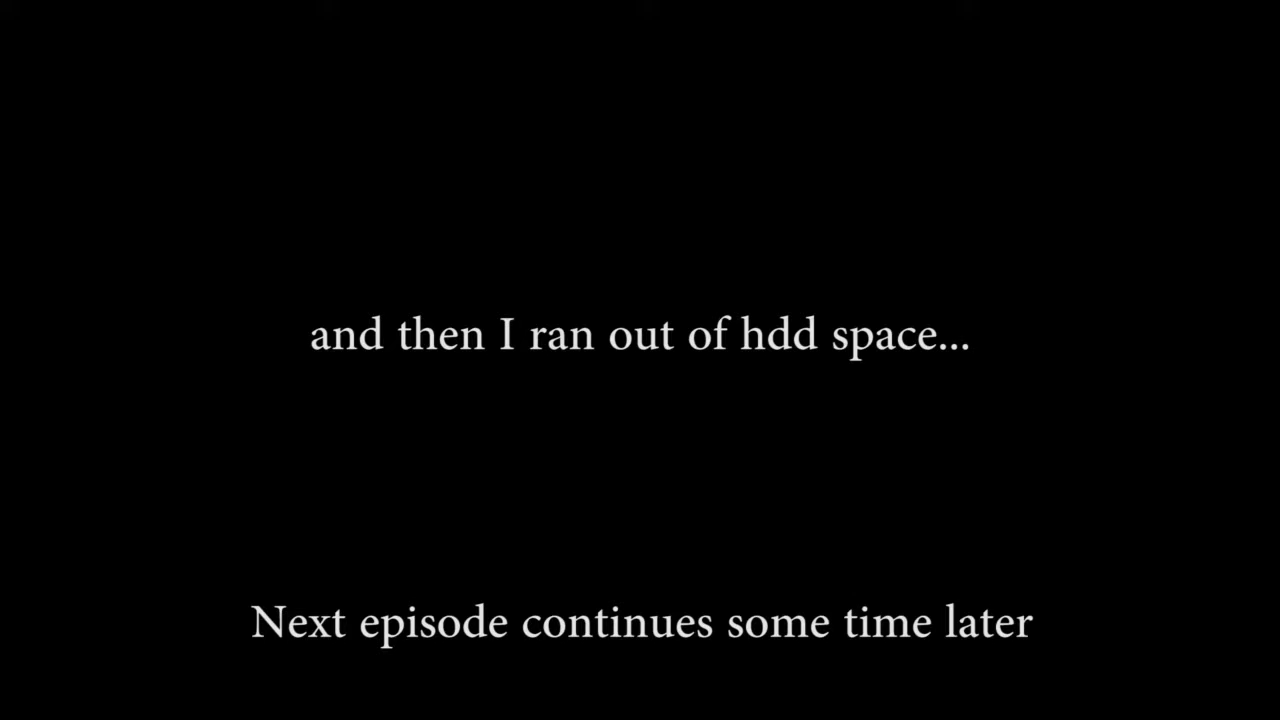 and then I ran out of hdd space...
Next episode continues some time later